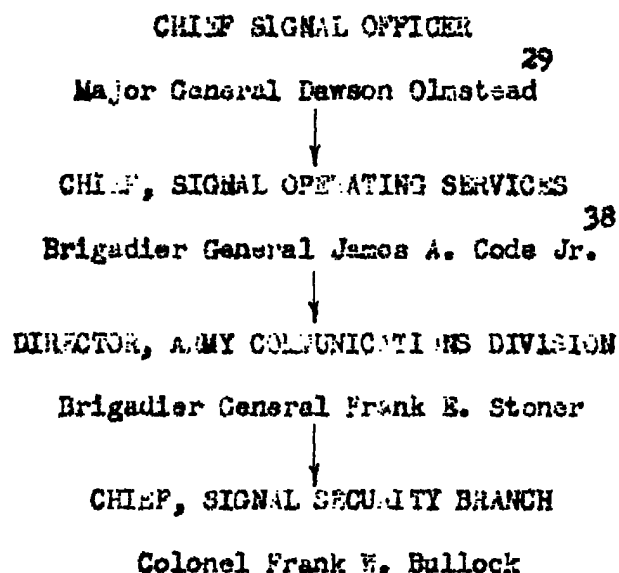 CHIEF SIGNAL OFFICER
29
Major General Dawson Olmstead
CHIEF, SIGNAL OPERATING SERVICES
38
Brigadier General James A. Code Jr.
DIRECTOR, ARMY COMMUNICATIONS DIVISION
Brigadier General Frank E. Stoner
CHIEF, SIGNAL SECURITY BRANCH
Colonel Frank W. Bullock